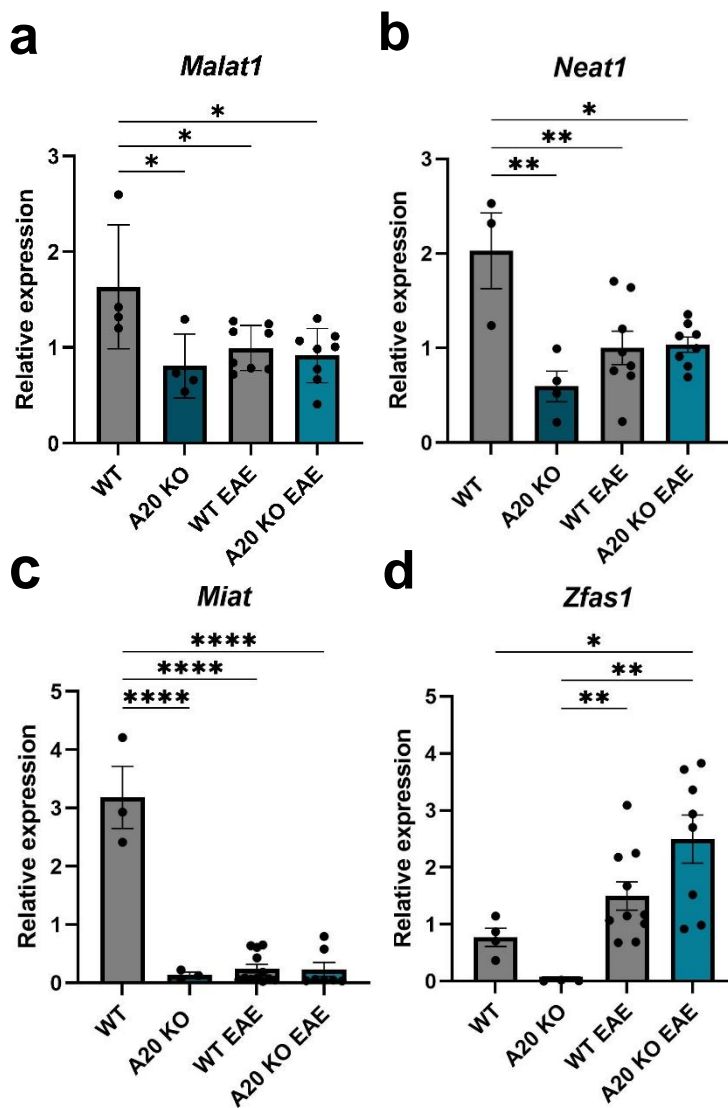 a
Malat1
*
*
*
3
2
1
0
Relative expression
WT
A20 KO
WT EAE
A20 KO EAE
b
Neat1
*
**
**
3
2
1
0
Relative expression
WT
A20 KO
WT EAE
A20 KO EAE
c
Miat
****
****
****
5
4
3
2
1
0
Relative expression
WT
A20 KO
WT EAE
A20 KO EAE
d
Zfas1
*
**
**
5
4
3
2
1
0
Relative expression
WT
A20 KO
WT EAE
A20 KO EAE